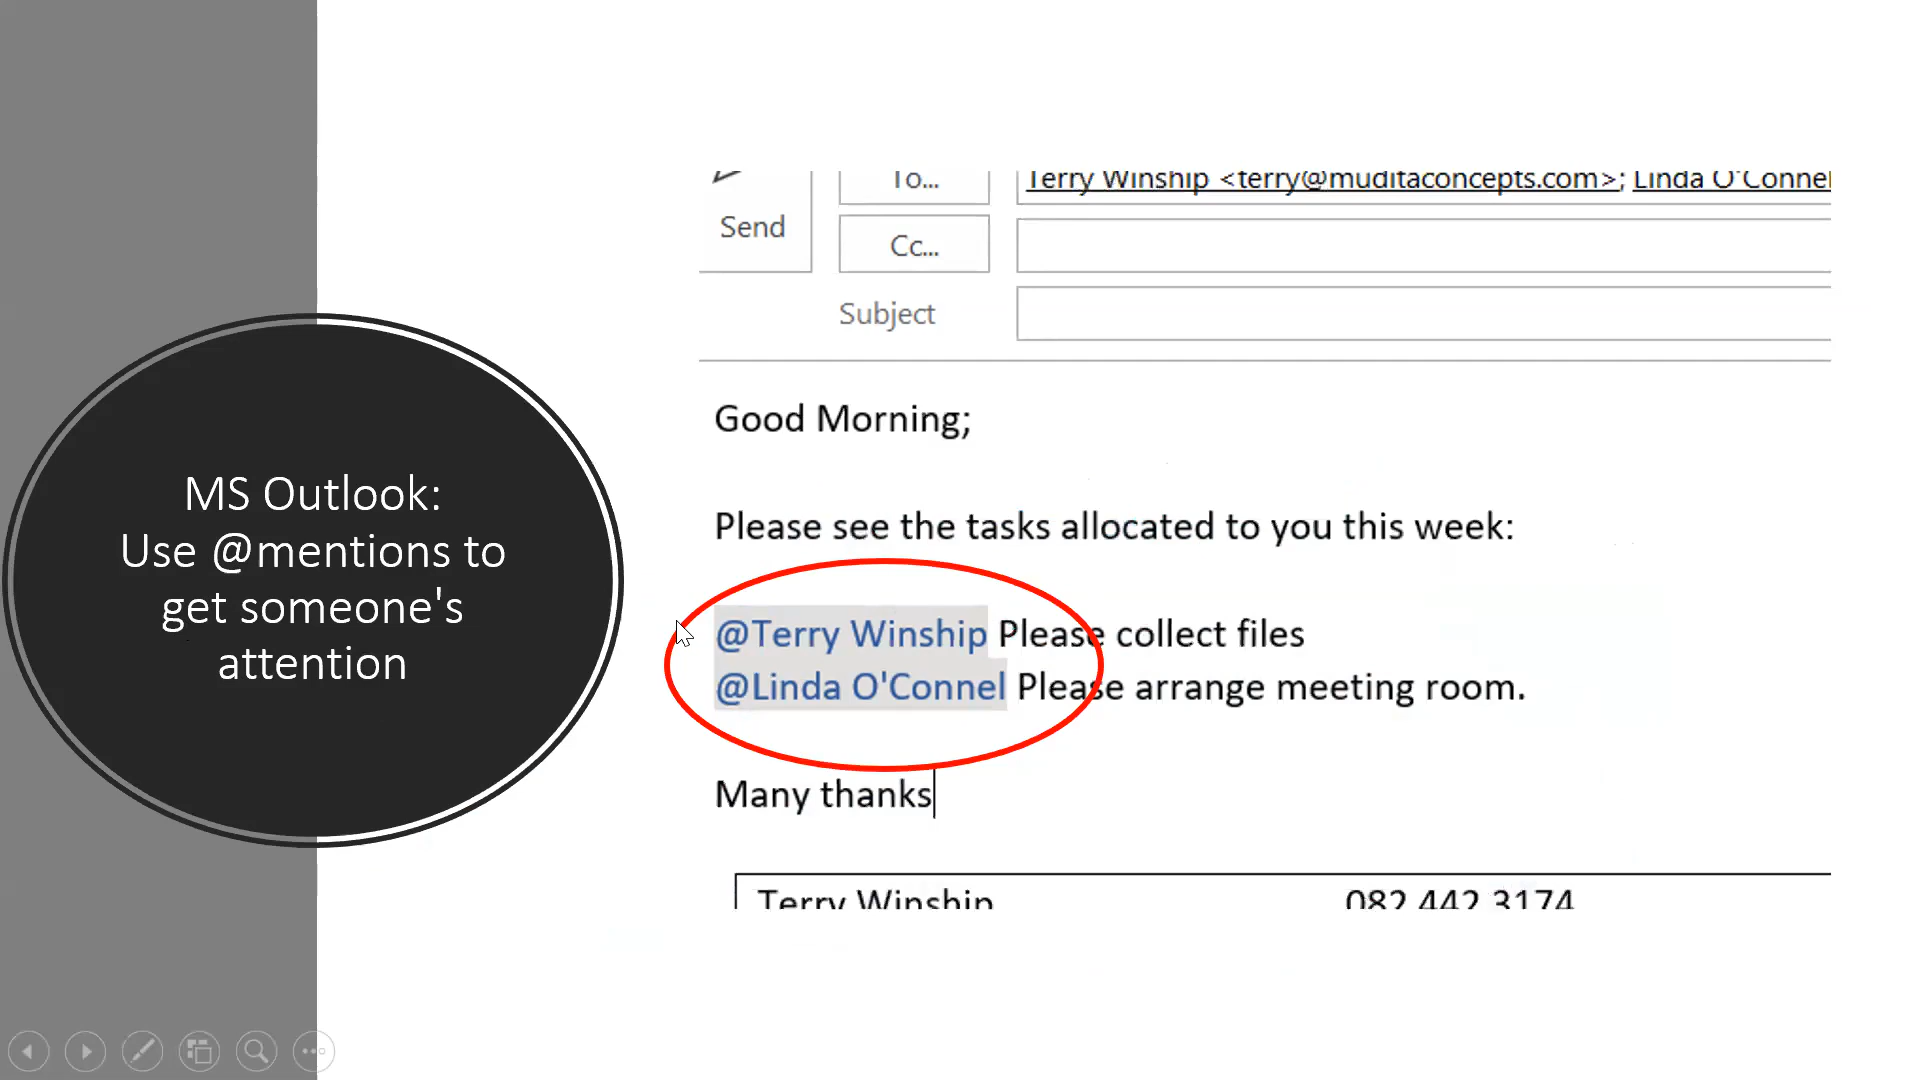 MS Outlook:
Use @mentions to
get someone's
attention
To... Terry Winship <terry@muditaconcepts.com>; Linda O'Connel
Send
Cc...
Subject
Good Morning;
Please see the tasks allocated to you this week:
@Terry Winship Please collect files
@Linda O'Connel Please arrange meeting room.
Many thanks
Terry Winship 082 442 3174